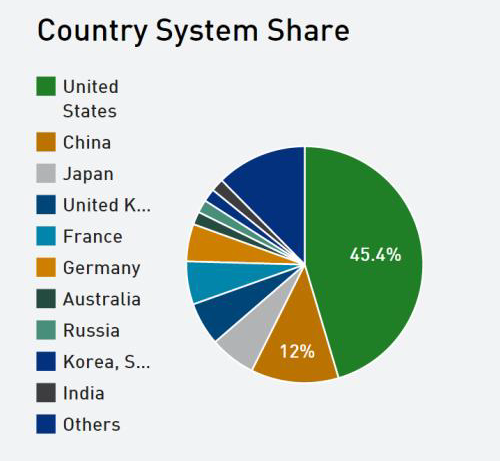 Country System Share
United
States
China
Japan
United K...
France
Germany
Australia
Russia
Korea, S...
India
Others
45.4%
12%